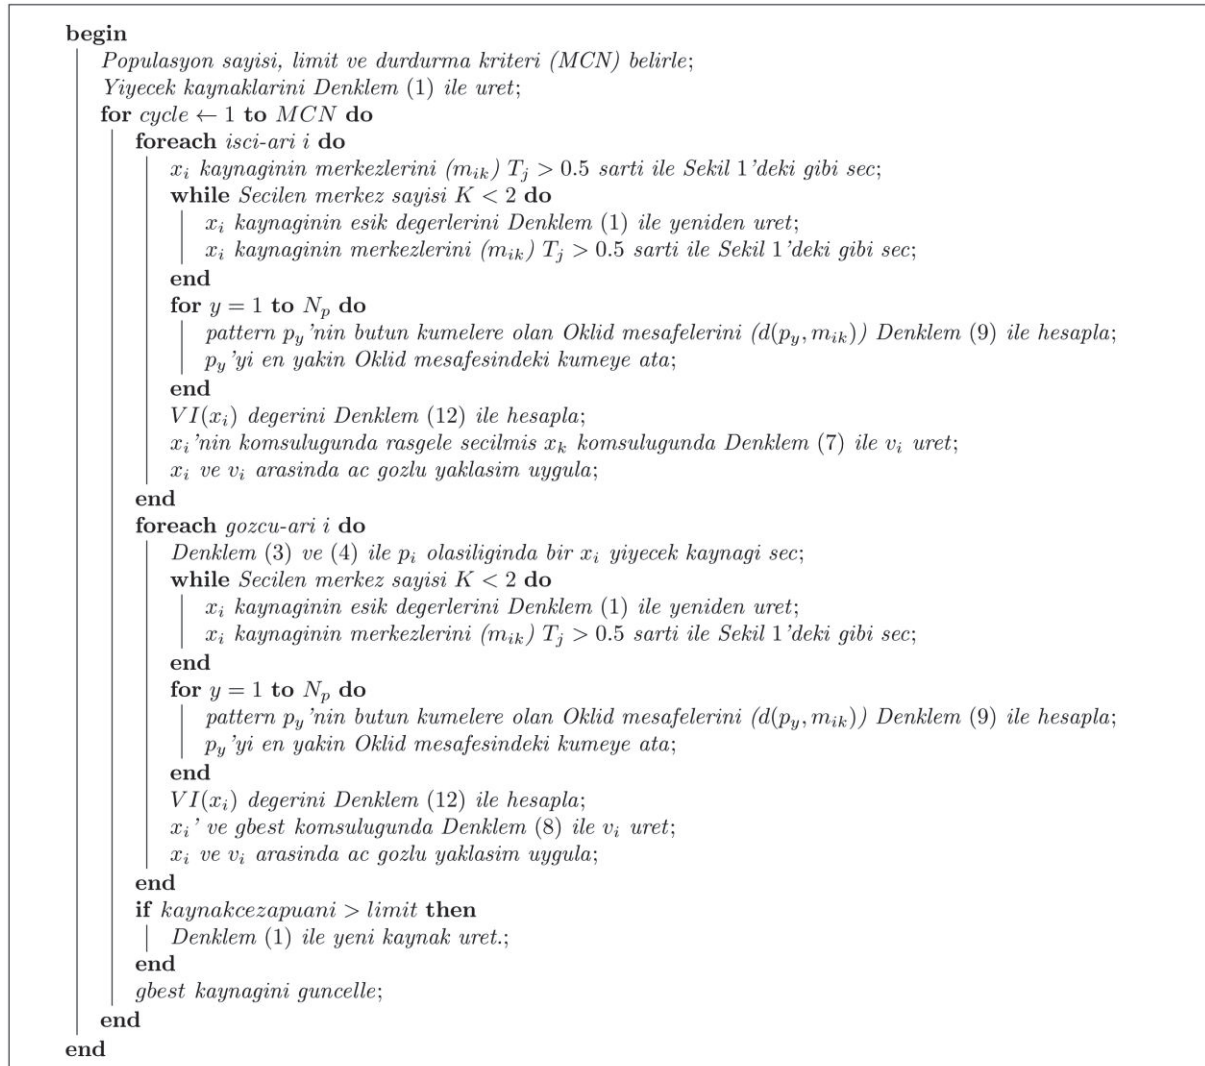 begin
Populasyon sayisi, limit ve durdurma kriteri (MCN) belirle;
Yiyecek kaynaklarini Denklem (1) ile uret;
for cycle ← 1 to MCN do
foreach isci-ari i do
x_i kaynaginin merkezlerini (m_{ik}) T_j > 0.5 sarti ile Sekil 1'deki gibi sec;
while Secilen merkez sayisi K < 2 do
x_i kaynaginin esik degerlerini Denklem (1) ile yeniden uret;
x_i kaynaginin merkezlerini (m_{ik}) T_j > 0.5 sarti ile Sekil 1'deki gibi sec;
end
for y = 1 to N_p do
pattern p_y'nin butun kumelere olan Oklid mesafelerini (d(p_y, m_{ik})) Denklem (9) ile hesapla;
p_y'yi en yakin Oklid mesafesindeki kumeye ata;
end
VI(x_i) degerini Denklem (12) ile hesapla;
x_i'nin komsulugunda rasgele secilmis x_k komsulugunda Denklem (7) ile v_i uret;
x_i ve v_i arasinda ac gozlu yaklasim uygula;
end
foreach gozcu-ari i do
Denklem (3) ve (4) ile p_i olasiliginda bir x_i yiyecek kaynagi sec;
while Secilen merkez sayisi K < 2 do
x_i kaynaginin esik degerlerini Denklem (1) ile yeniden uret;
x_i kaynaginin merkezlerini (m_{ik}) T_j > 0.5 sarti ile Sekil 1'deki gibi sec;
end
for y = 1 to N_p do
pattern p_y'nin butun kumelere olan Oklid mesafelerini (d(p_y, m_{ik})) Denklem (9) ile hesapla;
p_y'yi en yakin Oklid mesafesindeki kumeye ata;
end
VI(x_i) degerini Denklem (12) ile hesapla;
x_i' ve gbest komsulugunda Denklem (8) ile v_i uret;
x_i ve v_i arasinda ac gozlu yaklasim uygula;
end
if kaynakcezapuani > limit then
Denklem (1) ile yeni kaynak uret.;
end
gbest kaynagini guncelle;
end
end